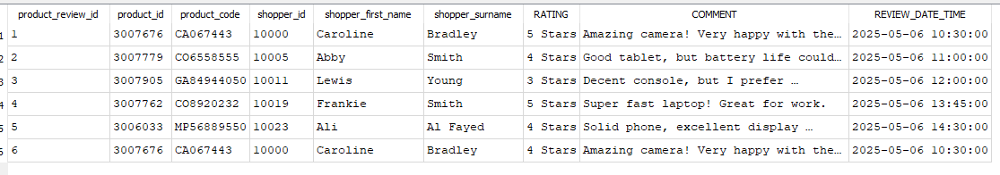 product_review_id product_id product_code shopper_id shopper_first_name shopper_surname RATING COMMENT REVIEW_DATE_TIME
1 1 3007676 CA067443 10000 Caroline Bradley 5 Stars Amazing camera! Very happy with the… 2025-05-06 10:30:00
2 2 3007779 CO6558555 10005 Abby Smith 4 Stars Good tablet, but battery life could… 2025-05-06 11:00:00
3 3 3007905 GA84944050 10011 Lewis Young 3 Stars Decent console, but I prefer … 2025-05-06 12:00:00
4 4 3007762 CO8920232 10019 Frankie Smith 5 Stars Super fast laptop! Great for work. 2025-05-06 13:45:00
5 5 3006033 MP56889550 10023 Ali Al Fayed 4 Stars Solid phone, excellent display … 2025-05-06 14:30:00
6 6 3007676 CA067443 10000 Caroline Bradley 4 Stars Amazing camera! Very happy with the… 2025-05-06 10:30:00